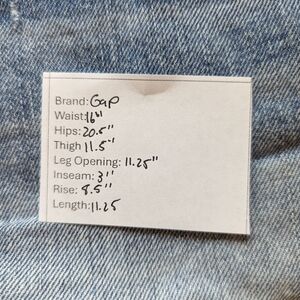 Brand: Gap
Waist: 16"
Hips: 20.5"
Thigh 11.5"
Leg Opening: 11.25"
Inseam: 3"
Rise: 8.5"
Length: 11.25